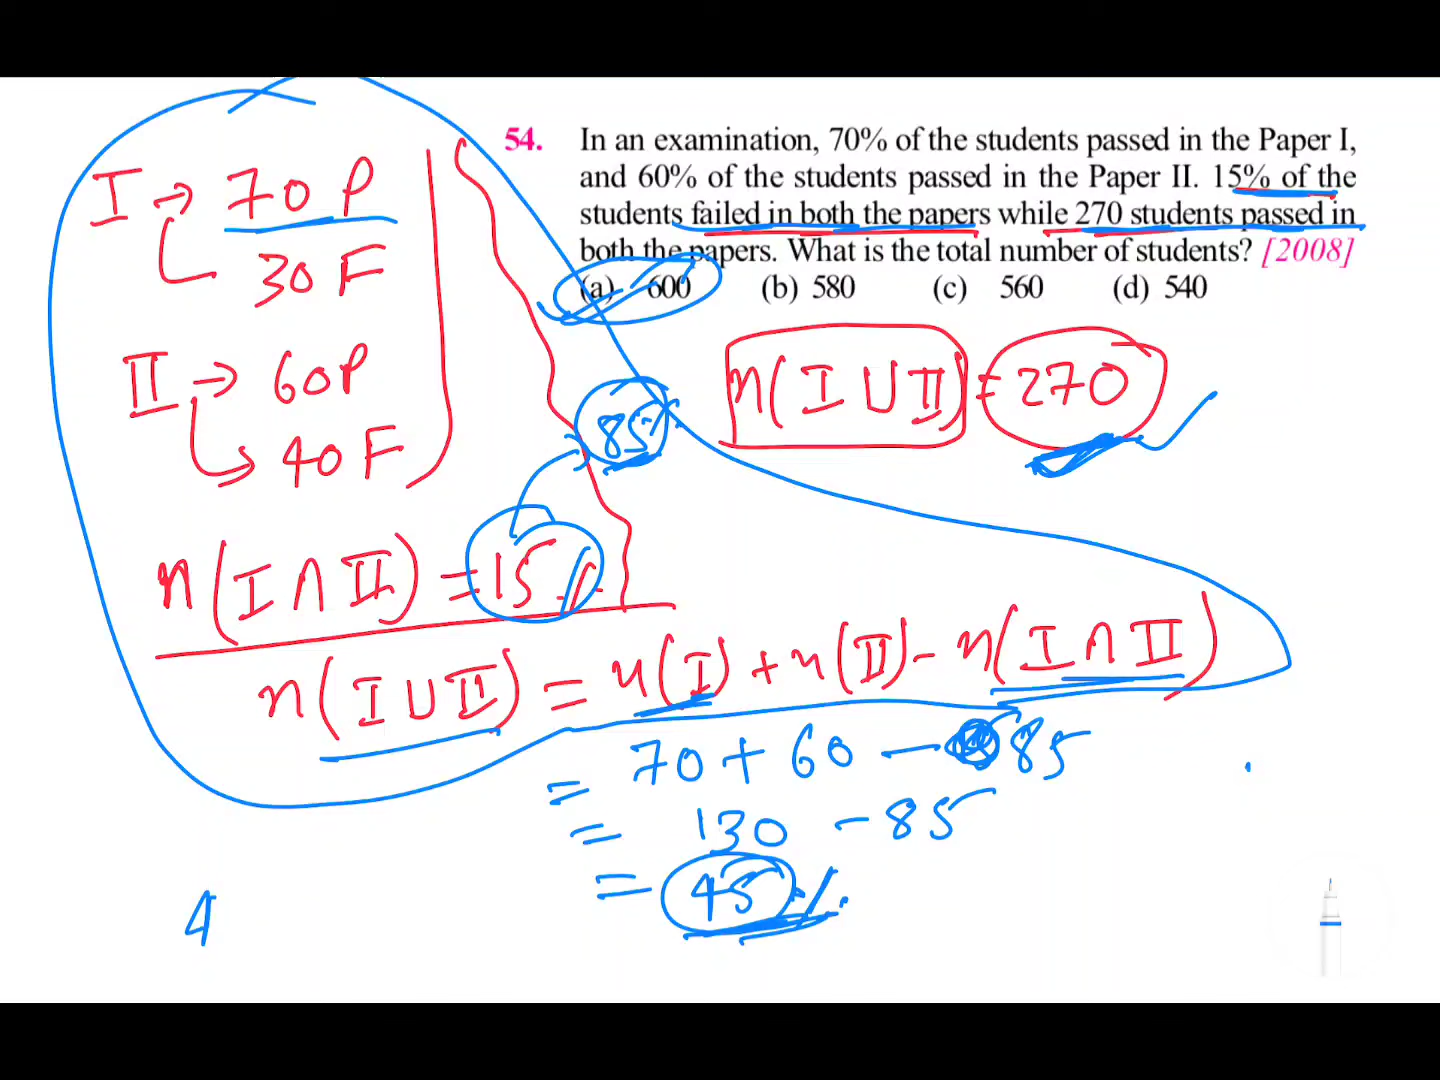 54. In an examination, 70% of the students passed in the Paper I,
and 60% of the students passed in the Paper II. 15% of the
students failed in both the papers while 270 students passed in
both the papers. What is the total number of students? [2008]
(a) 600 (b) 580 (c) 560 (d) 540
I → 70 P
30 F
II → 60P
→ 40 F
n(I ∪ II) = 270
85%
n(I ∩ II) = 15%
n(I ∪ II) = n(I) + n(II) - n(I ∩ II)
= 70 + 60 - 85
= 130 - 85
= 45%
4